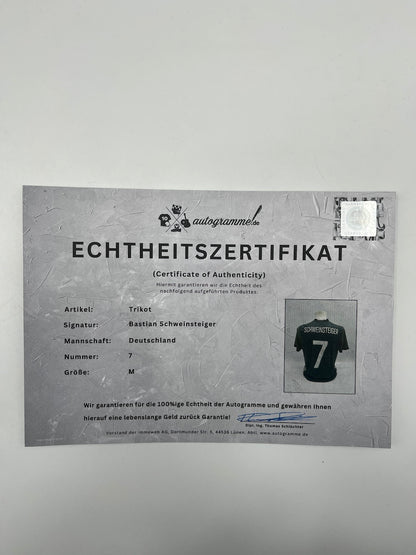 autogramme!.de
ECHTHEITSZERTIFIKAT
(Certificate of Authenticity)
Hiermit garantieren wir die Echtheit des
nachfolgend aufgeführten Produktes:
Artikel: Trikot
Signatur: Bastian Schweinsteiger
Mannschaft: Deutschland
Nummer: 7
Größe: M
SCHWEINSTEIGER
7
Wir garantieren für die 100%ige Echtheit der Autogramme und gewähren Ihnen
hierauf eine lebenslange Geld zurück Garantie!
Dipl. Ing. Thomas Schlüchter
Vorstand der immoweb AG, Dortmunder Str. 5, 44536 Lünen, Abtl. www.autogramme.de